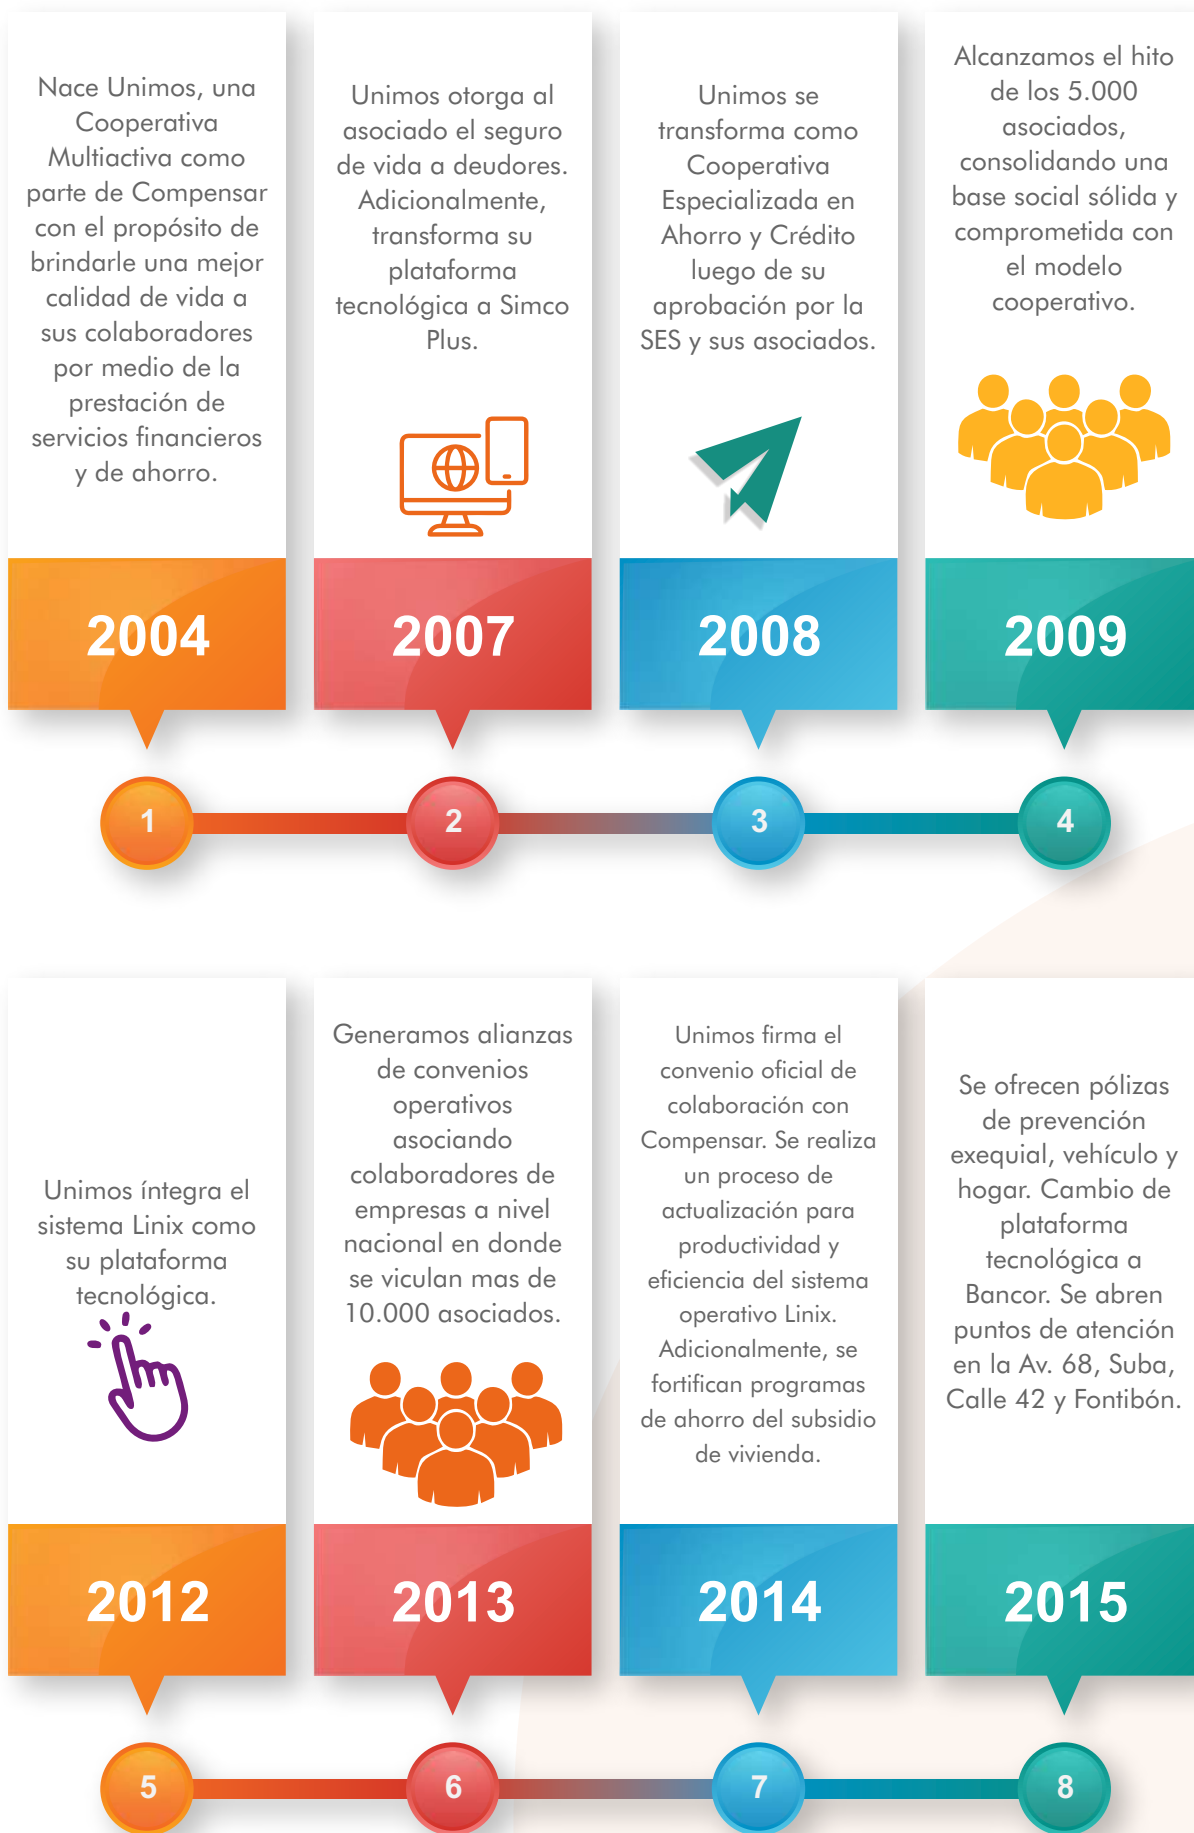 Nace Unimos, una
Cooperativa
Multiactiva como
parte de Compensar
con el propósito de
brindarle una mejor
calidad de vida a
sus colaboradores
por medio de la
prestación de
servicios financieros
y de ahorro.
2004
1
Unimos otorga al
asociado el seguro
de vida a deudores.
Adicionalmente,
transforma su
plataforma
tecnológica a Simco
Plus.
2007
2
Unimos se
transforma como
Cooperativa
Especializada en
Ahorro y Crédito
luego de su
aprobación por la
SES y sus asociados.
2008
3
Alcanzamos el hito
de los 5.000
asociados,
consolidando una
base social sólida y
comprometida con
el modelo
cooperativo.
2009
4
Unimos íntegra el
sistema Linix como
su plataforma
tecnológica.
2012
5
Generamos alianzas
de convenios
operativos
asociando
colaboradores de
empresas a nivel
nacional en donde
se viculan mas de
10.000 asociados.
2013
6
Unimos firma el
convenio oficial de
colaboración con
Compensar. Se realiza
un proceso de
actualización para
productividad y
eficiencia del sistema
operativo Linix.
Adicionalmente, se
fortifican programas
de ahorro del subsidio
de vivienda.
2014
7
Se ofrecen pólizas
de prevención
exequial, vehículo y
hogar. Cambio de
plataforma
tecnológica a
Bancor. Se abren
puntos de atención
en la Av. 68, Suba,
Calle 42 y Fontibón.
2015
8